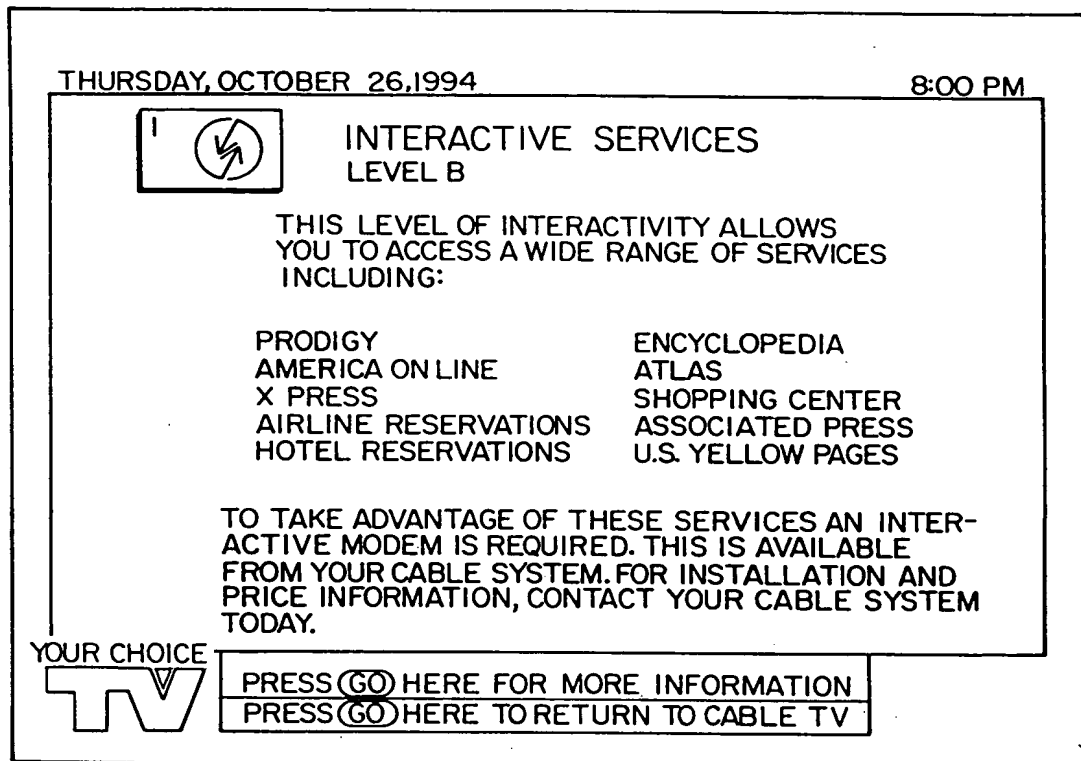 THURSDAY, OCTOBER 26,1994 8:00 PM
1
INTERACTIVE SERVICES
LEVEL B
THIS LEVEL OF INTERACTIVITY ALLOWS
YOU TO ACCESS A WIDE RANGE OF SERVICES
INCLUDING:
PRODIGY ENCYCLOPEDIA
AMERICA ON LINE ATLAS
X PRESS SHOPPING CENTER
AIRLINE RESERVATIONS ASSOCIATED PRESS
HOTEL RESERVATIONS U.S. YELLOW PAGES
TO TAKE ADVANTAGE OF THESE SERVICES AN INTER-
ACTIVE MODEM IS REQUIRED. THIS IS AVAILABLE
FROM YOUR CABLE SYSTEM. FOR INSTALLATION AND
PRICE INFORMATION, CONTACT YOUR CABLE SYSTEM
TODAY.
YOUR CHOICE
TV
PRESS GO HERE FOR MORE INFORMATION
PRESS GO HERE TO RETURN TO CABLE TV